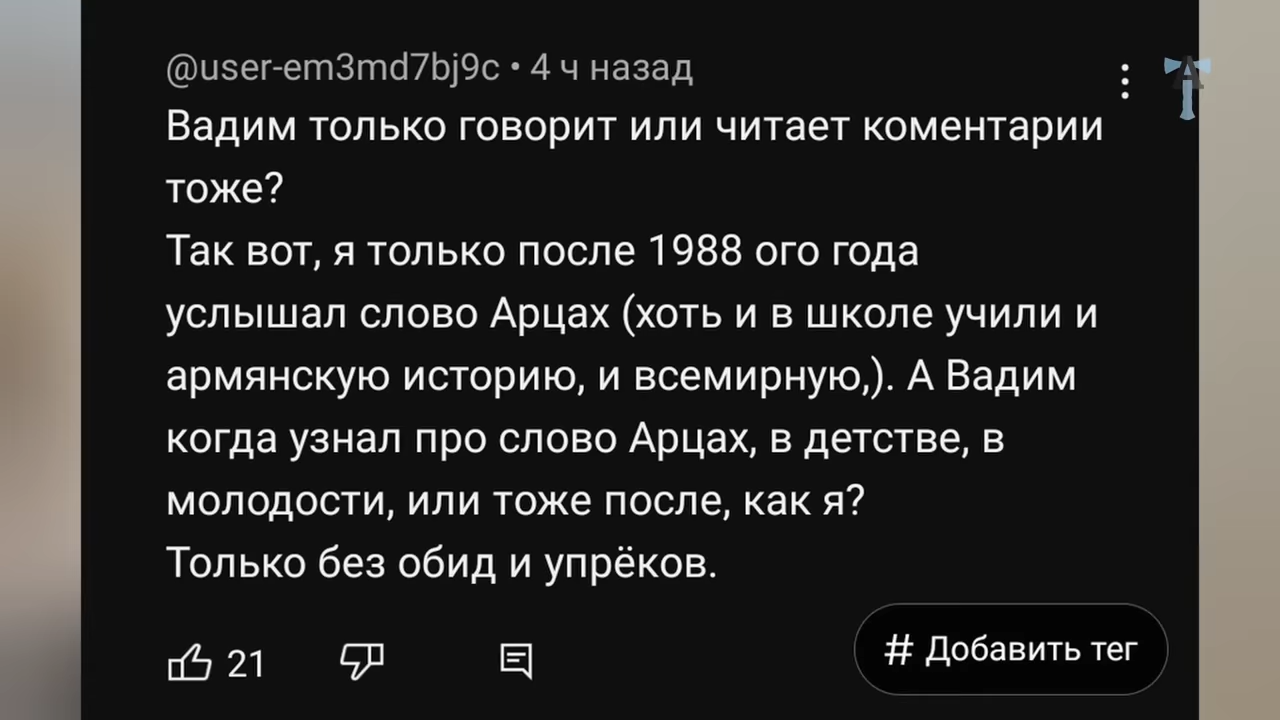 @user-em3md7bj9c • 4 ч назад
Вадим только говорит или читает коментарии
тоже?
Так вот, я только после 1988 ого года
услышал слово Арцах (хоть и в школе учили и
армянскую историю, и всемирную,). А Вадим
когда узнал про слово Арцах, в детстве, в
молодости, или тоже после, как я?
Только без обид и упрёков.
21
# Добавить тег